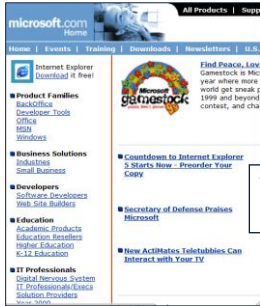 All Products | Supp
microsoft.com
Home
Home | Events | Training | Downloads | Newsletters | U.S.
Internet Explorer
Download it free!
Product Families
BackOffice
Developer Tools
Office
MSN
Windows
Business Solutions
Industries
Small Business
Developers
Software Developers
Web Site Builders
Education
Academic Products
Education Resellers
Higher Education
K-12 Education
IT Professionals
Digital Nervous System
IT Professionals/Execs
Solution Providers
Year 2000
Microsoft
gamestock
Find Peace, Lov
Gamestock is Mic
year where more
world get sneak p
1999 and beyond
contest, and cha
Countdown to Internet Explorer
5 Starts Now - Preorder Your
Copy
Secretary of Defense Praises
Microsoft
New ActiMates Teletubbies Can
Interact with Your TV